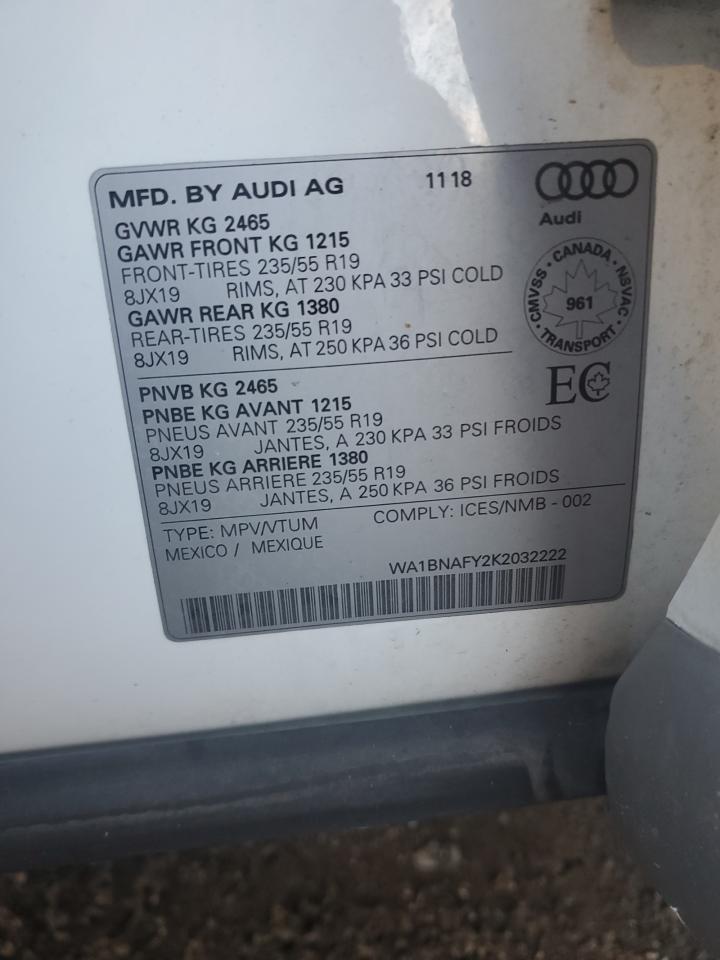 MFD. BY AUDI AG 1118
Audi
GVWR KG 2465
GAWR FRONT KG 1215
FRONT-TIRES 235/55 R19
8JX19 RIMS, AT 230 KPA 33 PSI COLD
GAWR REAR KG 1380
REAR-TIRES 235/55 R19
8JX19 RIMS, AT 250 KPA 36 PSI COLD
CMVSS · CANADA · NSVAC · TRANSPORT ·
961
EC
PNVB KG 2465
PNBE KG AVANT 1215
PNEUS AVANT 235/55 R19
8JX19 JANTES, A 230 KPA 33 PSI FROIDS
PNBE KG ARRIERE 1380
PNEUS ARRIERE 235/55 R19
8JX19 JANTES, A 250 KPA 36 PSI FROIDS
TYPE: MPV/VTUM COMPLY: ICES/NMB - 002
MEXICO / MEXIQUE
WA1BNAFY2K2032222